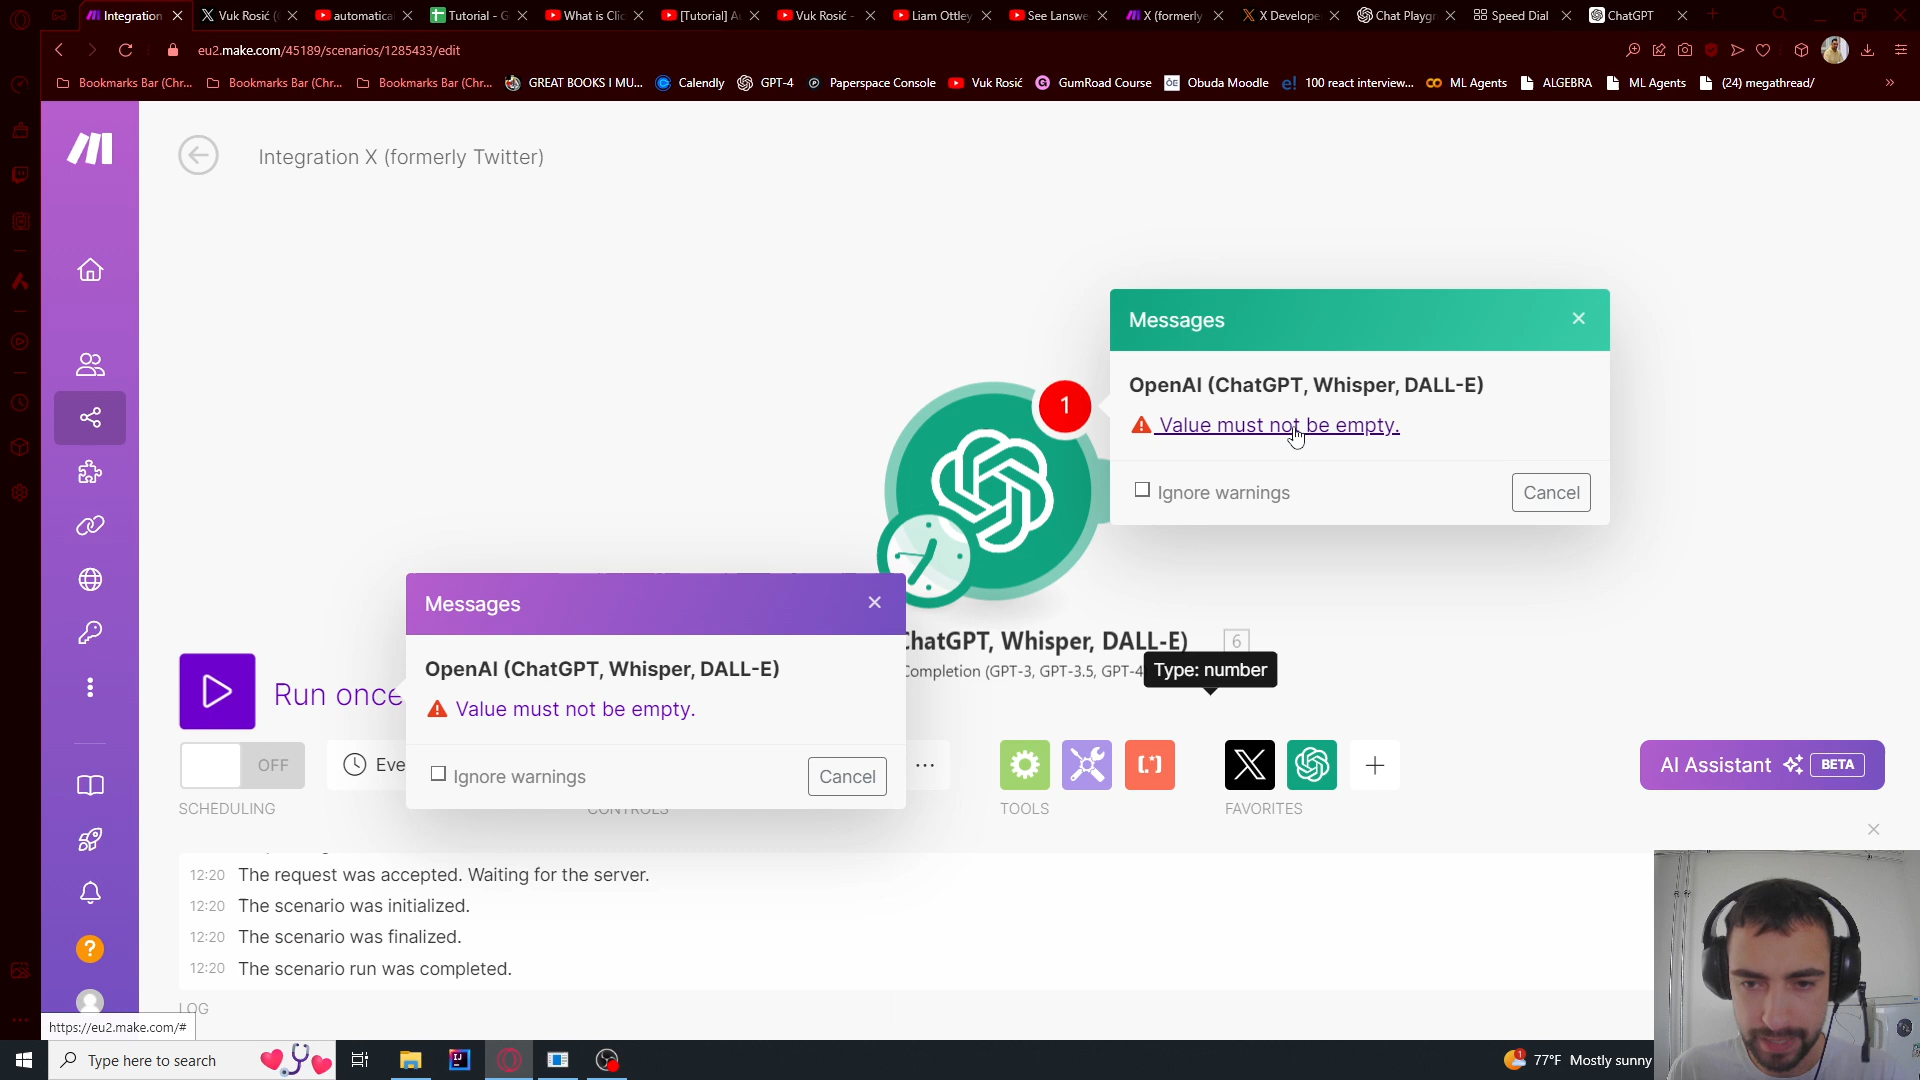 Integration
Vuk Rosić (
automatica
Tutorial - G
What is Clic
[Tutorial] A
Vuk Rosić -
Liam Ottley
See Lanswe
X (formerly
X Develope
Chat Playgr
Speed Dial
ChatGPT
eu2.make.com/45189/scenarios/1285433/edit
Bookmarks Bar (Chr...
Bookmarks Bar (Chr...
Bookmarks Bar (Chr...
GREAT BOOKS I MU...
Calendly
GPT-4
Paperspace Console
Vuk Rosić
GumRoad Course
Obuda Moodle
100 react interview...
ML Agents
ALGEBRA
ML Agents
(24) megathread/
Integration X (formerly Twitter)
Messages
OpenAI (ChatGPT, Whisper, DALL-E)
Value must not be empty.
Ignore warnings
Cancel
1
Messages
OpenAI (ChatGPT, Whisper, DALL-E)
Value must not be empty.
Ignore warnings
Cancel
ChatGPT, Whisper, DALL-E)
6
Completion (GPT-3, GPT-3.5, GPT-4
Type: number
Run once
OFF
Eve
SCHEDULING
CONTROLS
TOOLS
FAVORITES
AI Assistant
BETA
12:20 The request was accepted. Waiting for the server.
12:20 The scenario was initialized.
12:20 The scenario was finalized.
12:20 The scenario run was completed.
LOG
https://eu2.make.com/#
Type here to search
1
77°F Mostly sunny